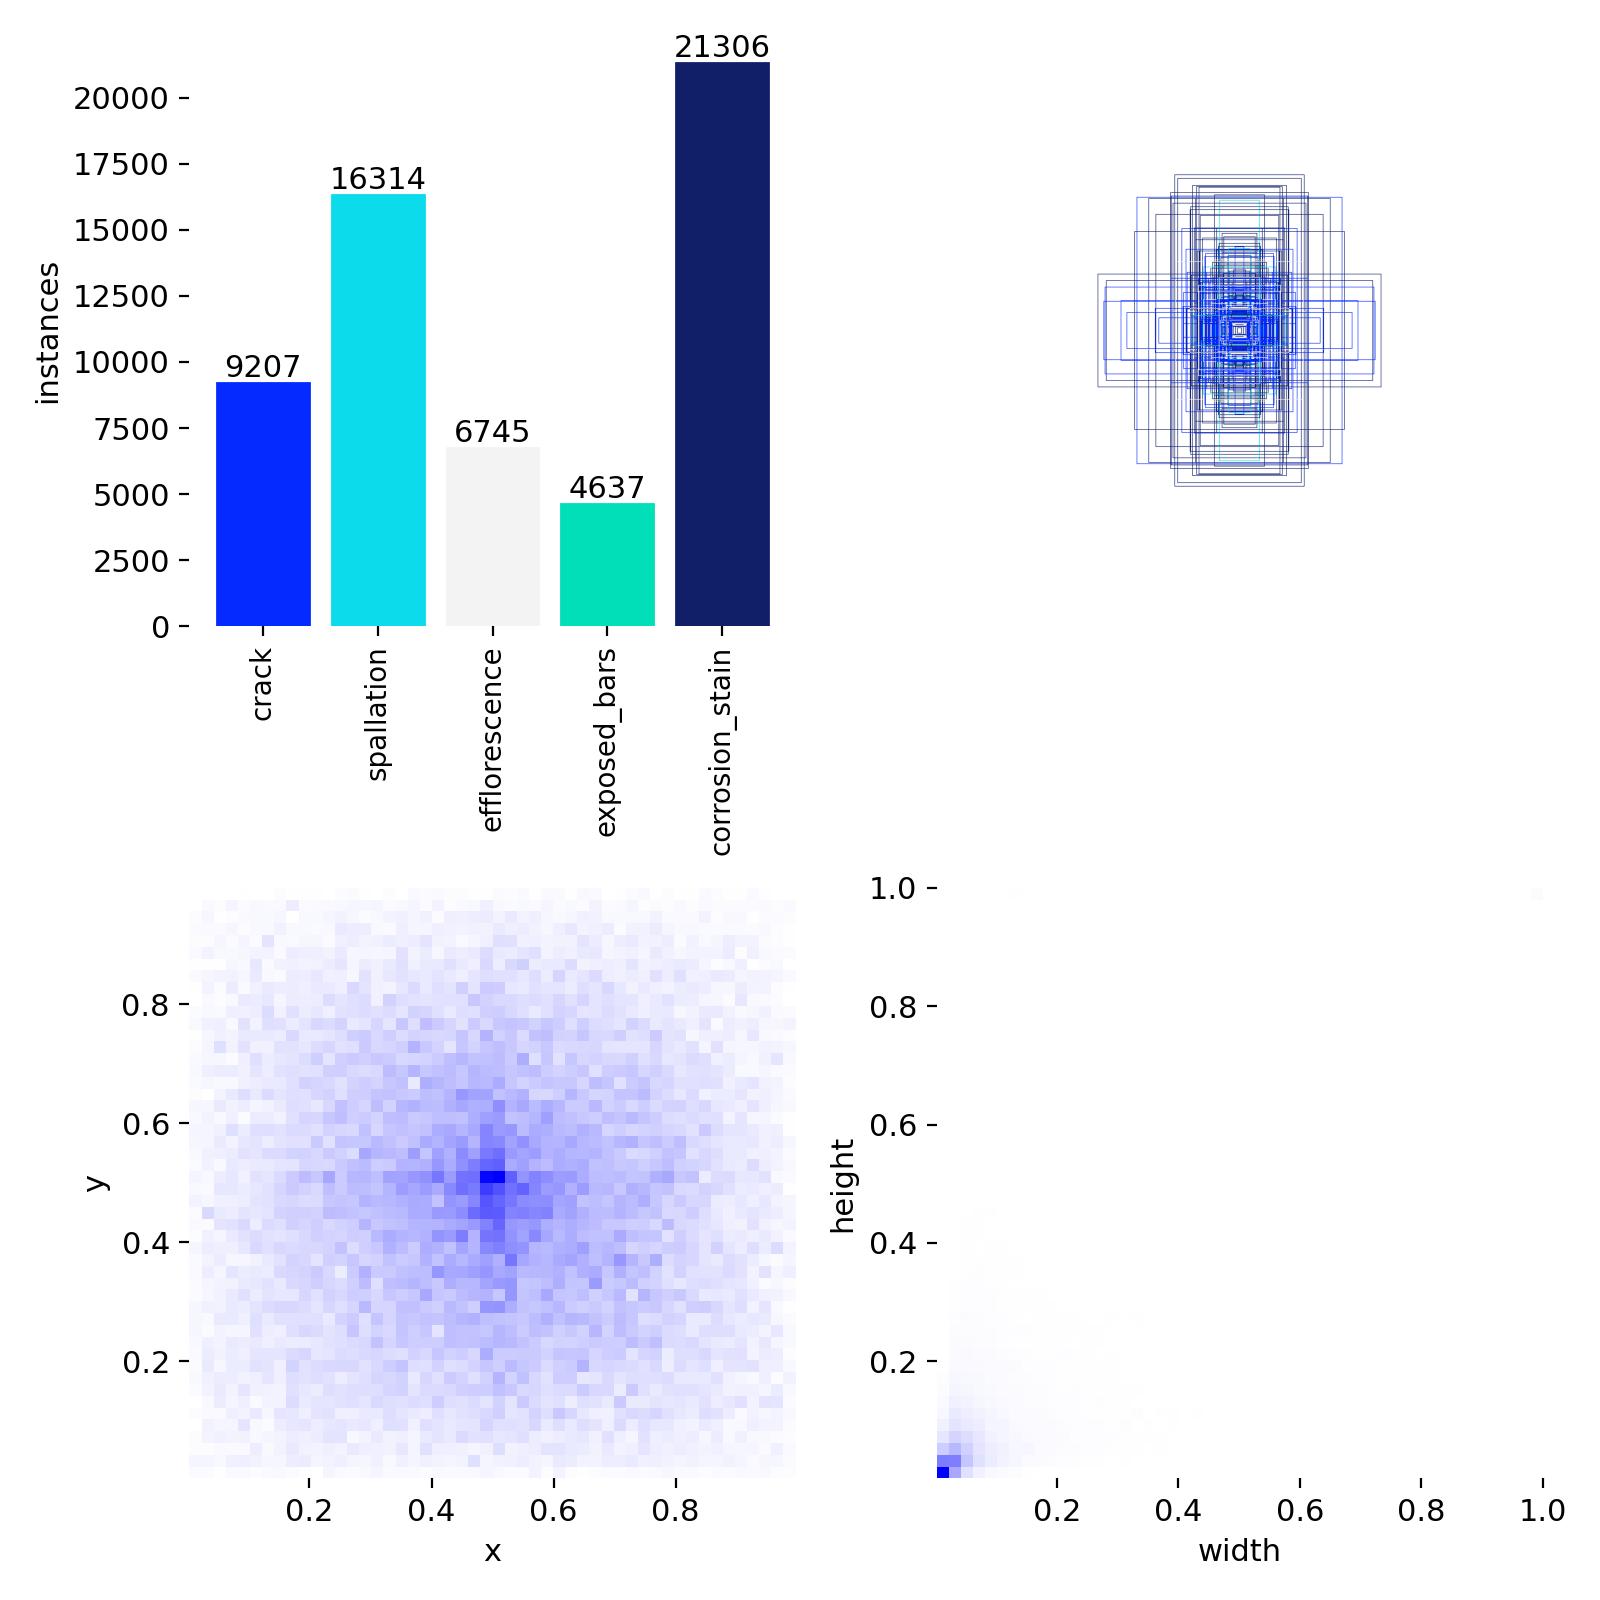 21306
20000
17500
16314
15000
12500
instances
10000
9207
7500
6745
5000
4637
2500
0
crack
spallation
efflorescence
exposed_bars
corrosion_stain
0.8
0.6
y
0.4
0.2
0.2 0.4 0.6 0.8
x
1.0
0.8
0.6
height
0.4
0.2
0.2 0.4 0.6 0.8 1.0
width